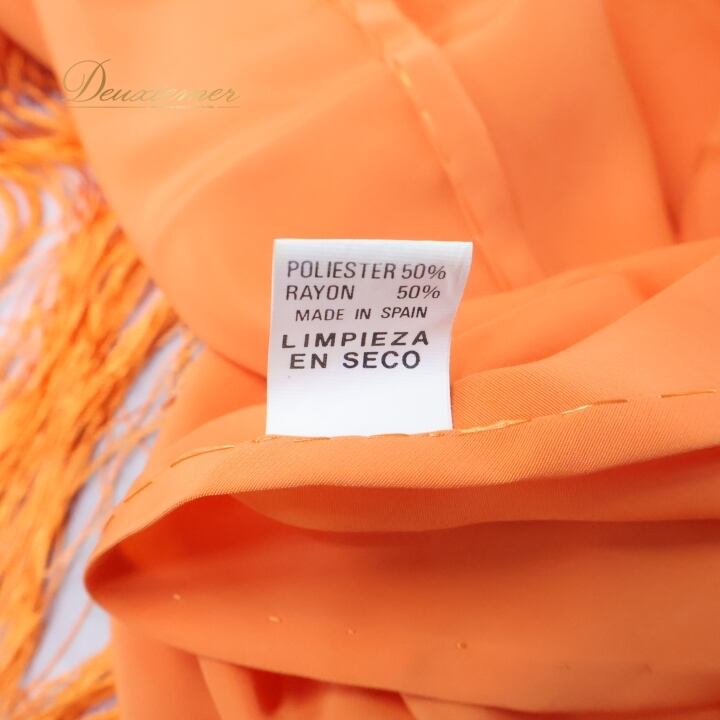 Deuxiemer
POLIESTER 50%
RAYON 50%
MADE IN SPAIN
LIMPIEZA
EN SECO